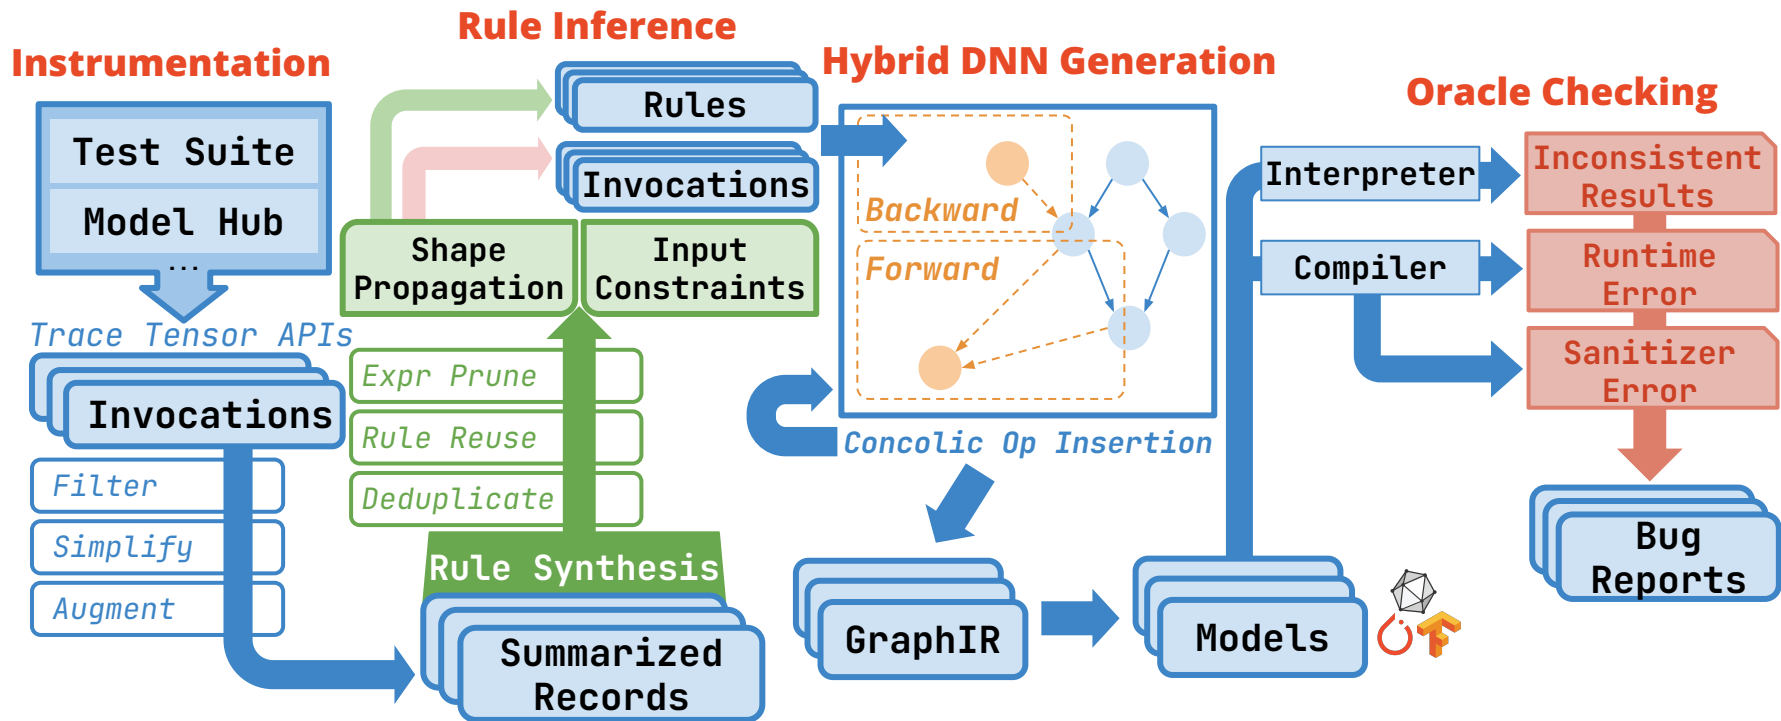 Instrumentation
Test Suite
Model Hub
...
Trace Tensor APIs
Invocations
Filter
Simplify
Augment
Rule Inference
Rules
Invocations
Shape
Propagation
Input
Constraints
Expr Prune
Rule Reuse
Deduplicate
Rule Synthesis
Summarized
Records
Hybrid DNN Generation
Backward
Forward
Concolic Op Insertion
GraphIR
Models
Oracle Checking
Interpreter
Compiler
Inconsistent
Results
Runtime
Error
Sanitizer
Error
Bug
Reports